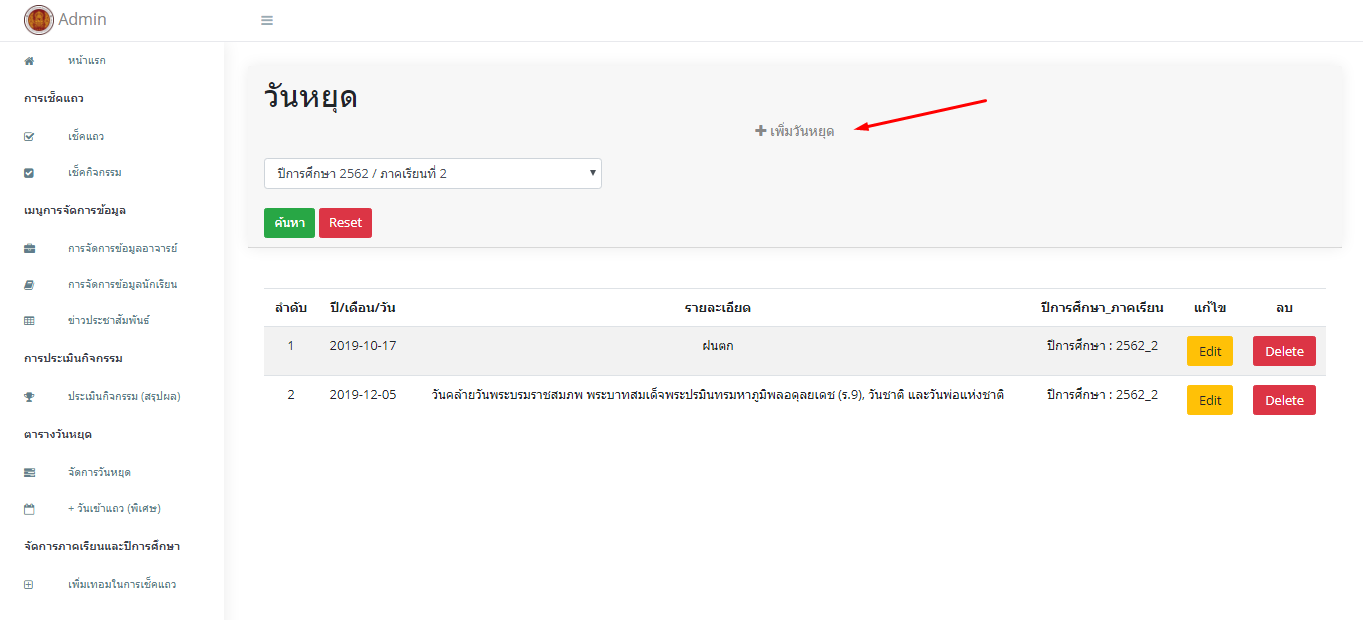 Admin
หน้าแรก
การเช็คแถว
เช็คแถว
เช็คกิจกรรม
เมนูการจัดการข้อมูล
การจัดการข้อมูลอาจารย์
การจัดการข้อมูลนักเรียน
ข่าวประชาสัมพันธ์
การประเมินกิจกรรม
ประเมินกิจกรรม (สรุปผล)
ตารางวันหยุด
จัดการวันหยุด
+ วันเข้าแถว (พิเศษ)
จัดการภาคเรียนและปีการศึกษา
เพิ่มเทอมในการเช็คแถว
วันหยุด
เพิ่มวันหยุด
ปีการศึกษา 2562 / ภาคเรียนที่ 2
ค้นหา Reset
ลำดับ ปี/เดือน/วัน รายละเอียด ปีการศึกษา_ภาคเรียน แก้ไข ลบ
1 2019-10-17 ฝนตก ปีการศึกษา : 2562_2 Edit Delete
2 2019-12-05 วันคล้ายวันพระบรมราชสมภพ พระบาทสมเด็จพระปรมินทรมหาภูมิพลอดุลยเดช (ร.9), วันชาติ และวันพ่อแห่งชาติ ปีการศึกษา : 2562_2 Edit Delete